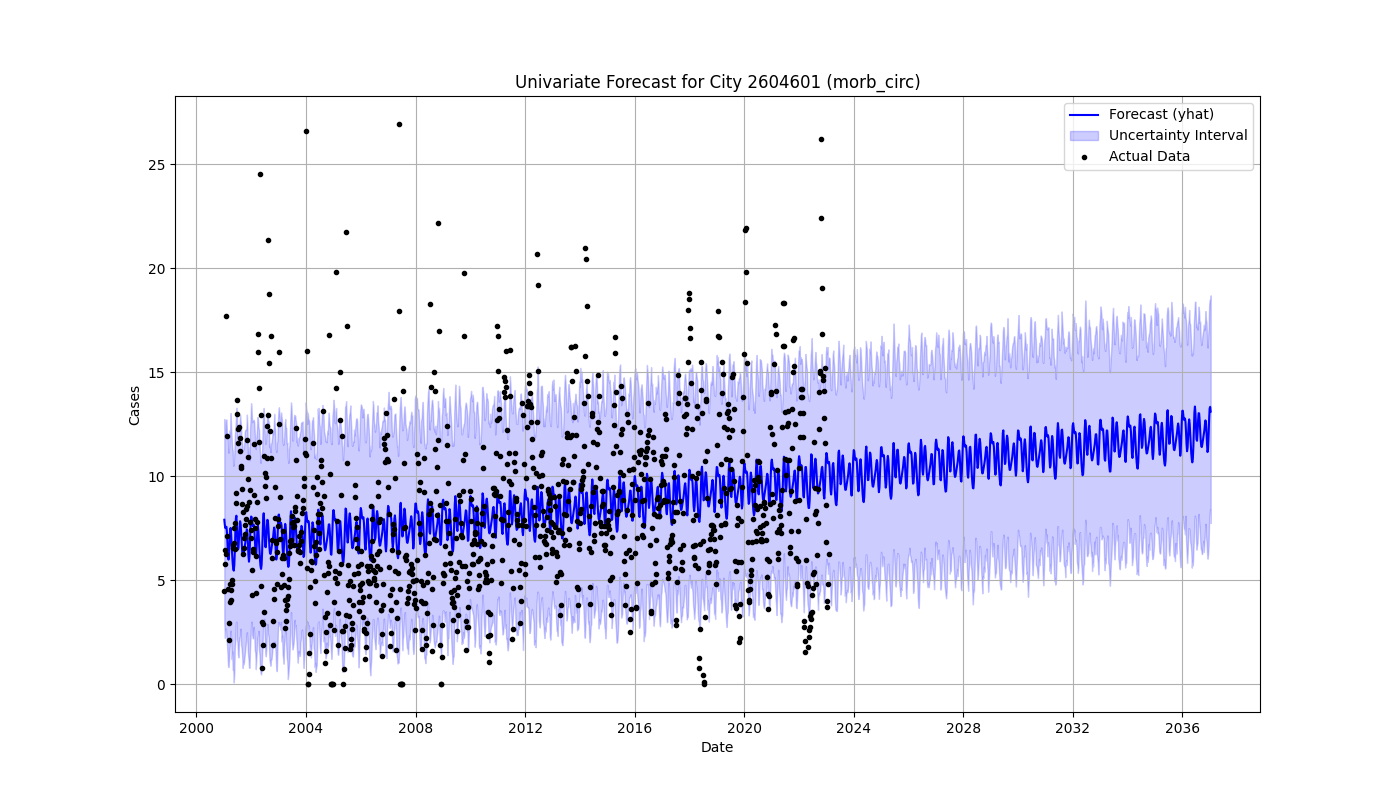 Univariate Forecast for City 2604601 (morb_circ)
Forecast (yhat)
Uncertainty Interval
Actual Data
25
20
15
10
5
0
Cases
2000 2004 2008 2012 2016 2020 2024 2028 2032 2036
Date